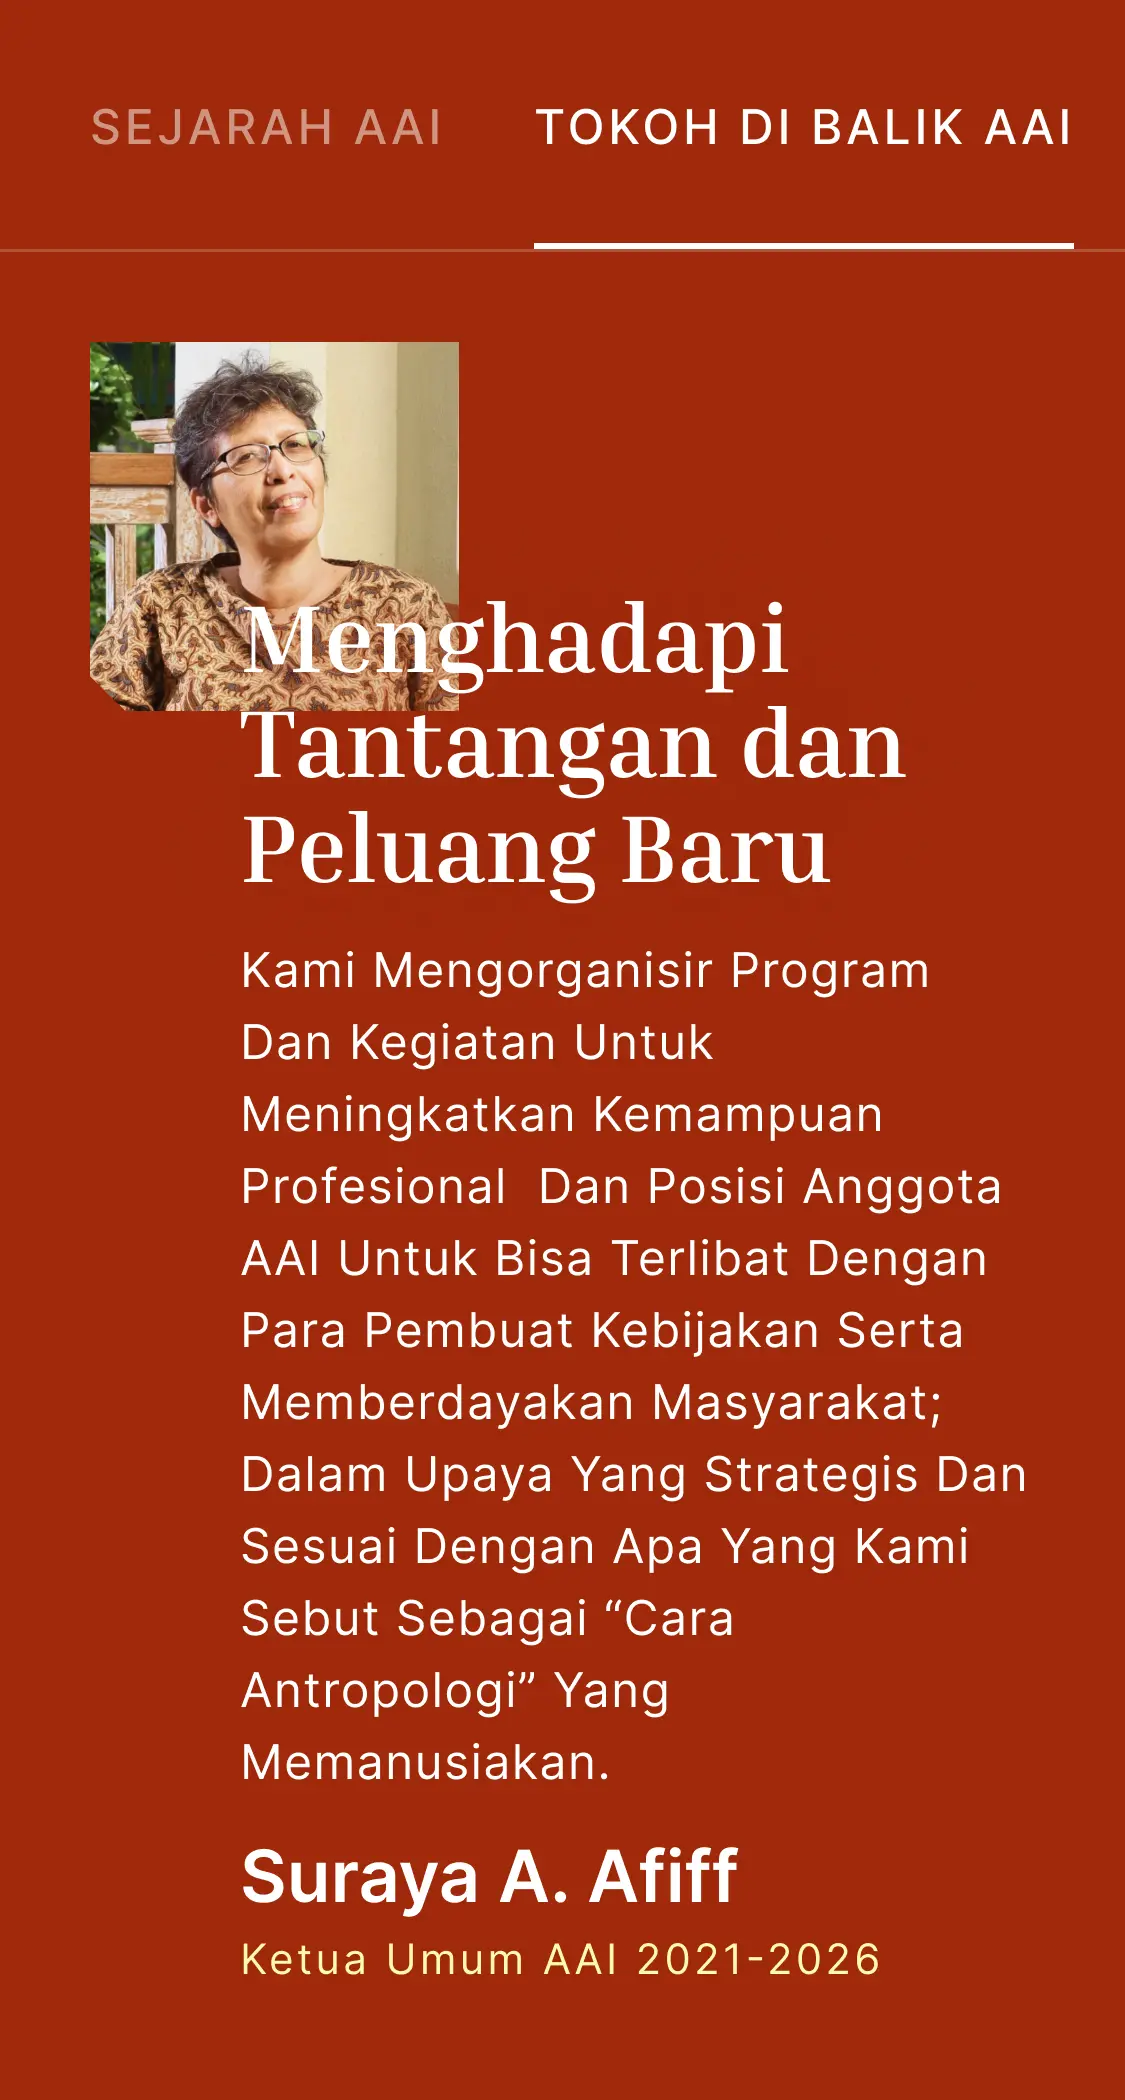 SEJARAH AAI
TOKOH DI BALIK AAI
Menghadapi
Tantangan dan
Peluang Baru
Kami Mengorganisir Program
Dan Kegiatan Untuk
Meningkatkan Kemampuan
Profesional  Dan Posisi Anggota
AAI Untuk Bisa Terlibat Dengan
Para Pembuat Kebijakan Serta
Memberdayakan Masyarakat;
Dalam Upaya Yang Strategis Dan
Sesuai Dengan Apa Yang Kami
Sebut Sebagai “Cara
Antropologi” Yang
Memanusiakan.
Suraya A. Afiff
Ketua Umum AAI 2021-2026